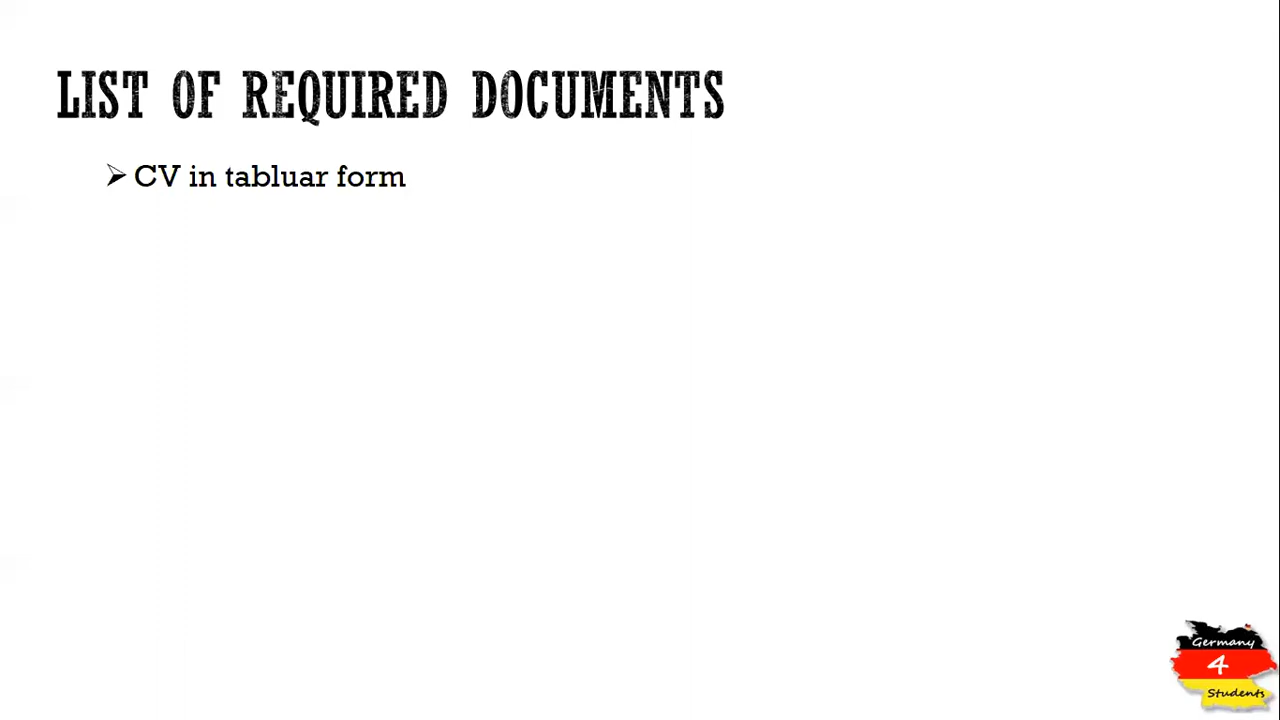 LIST OF REQUIRED DOCUMENTS
CV in tabluar form
Germany
4
Students